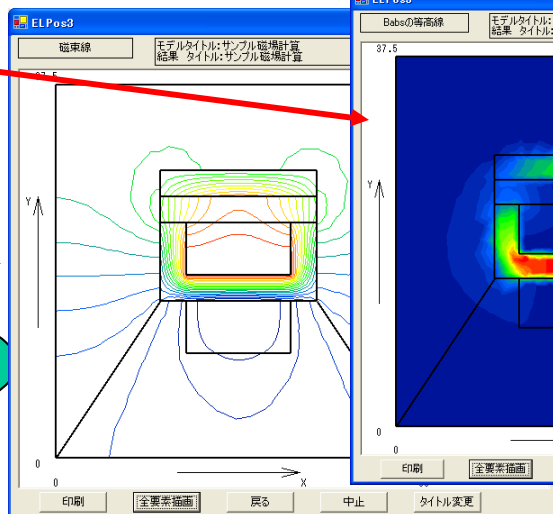 ELPos3
磁束線
モデルタイトル:サンプル磁場計算
結果 タイトル:サンプル磁場計算
Y
0
0
X
印刷
全要素描画
戻る
中止
タイトル変更
ELPos3
Babsの等高線
モデルタイトル:
結果 タイトル:
37.5
Y
0
0
印刷
全要素描画